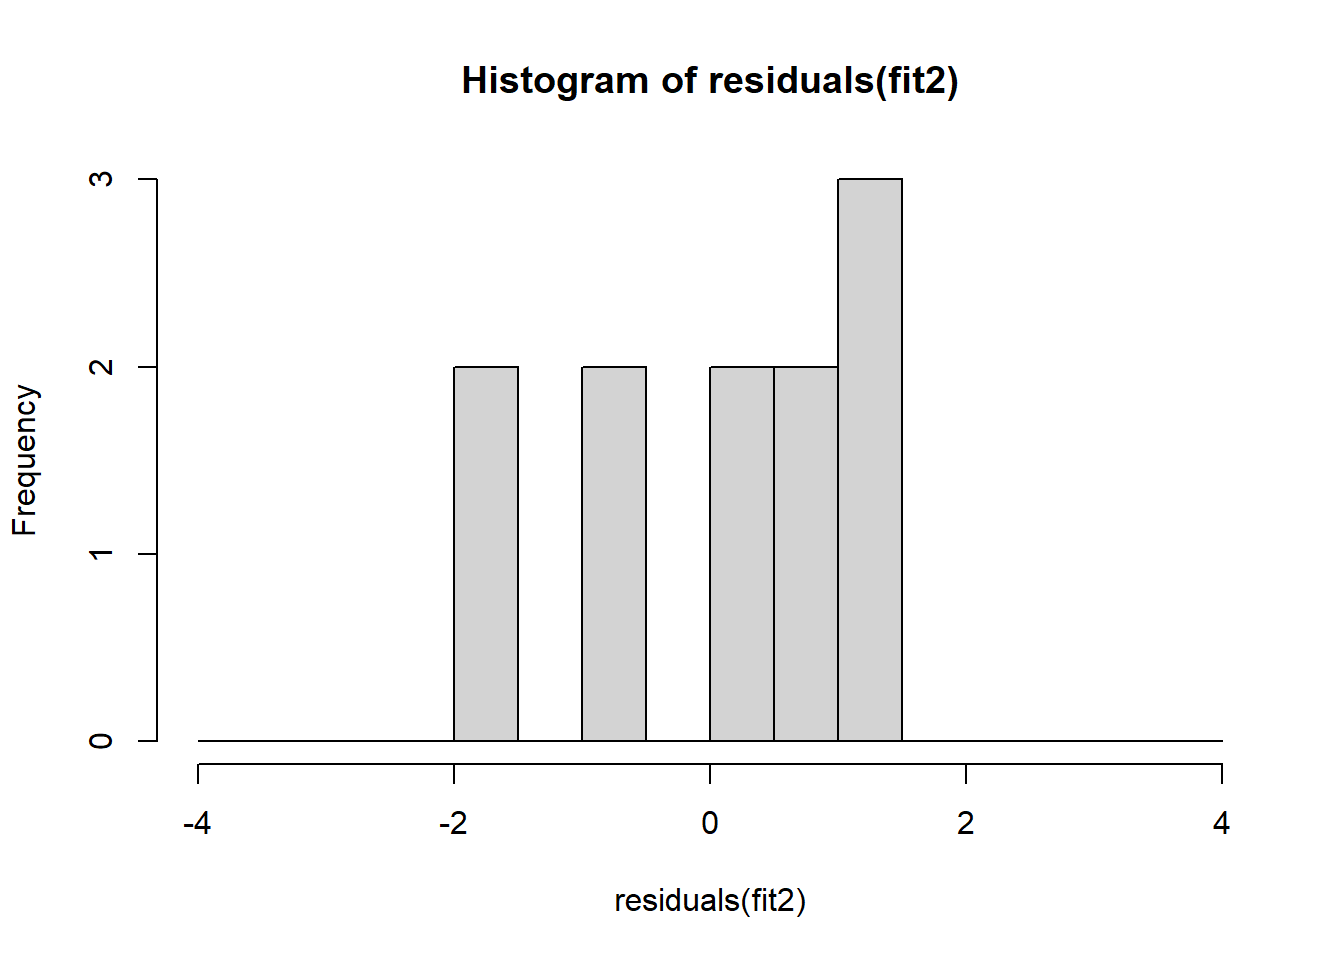 Histogram of residuals(fit2)
Frequency
3
2
1
0
-4 -2 0 2 4
residuals(fit2)